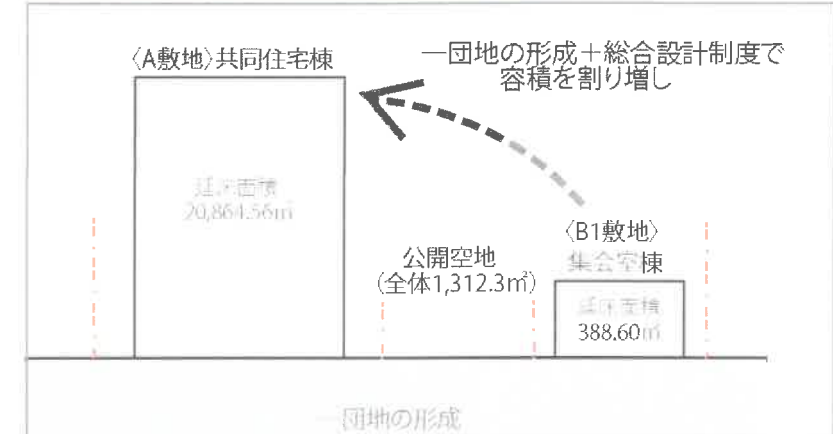 〈A敷地〉共同住宅棟
一団地の形成+総合設計制度で
容積を割り増し
延床面積
20,864.56㎡
公開空地
(全体1,312.3㎡)
〈B1敷地〉
集会室棟
延床面積
388.60㎡
一団地の形成